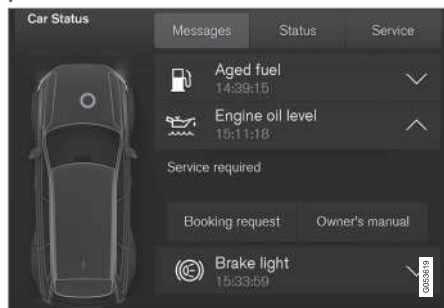 Car Status
Messages
Status
Service
Aged fuel
14:39:15
Engine oil level
15:11:18
Service required
Booking request
Owner's manual
Brake light
15:33:59
G053619